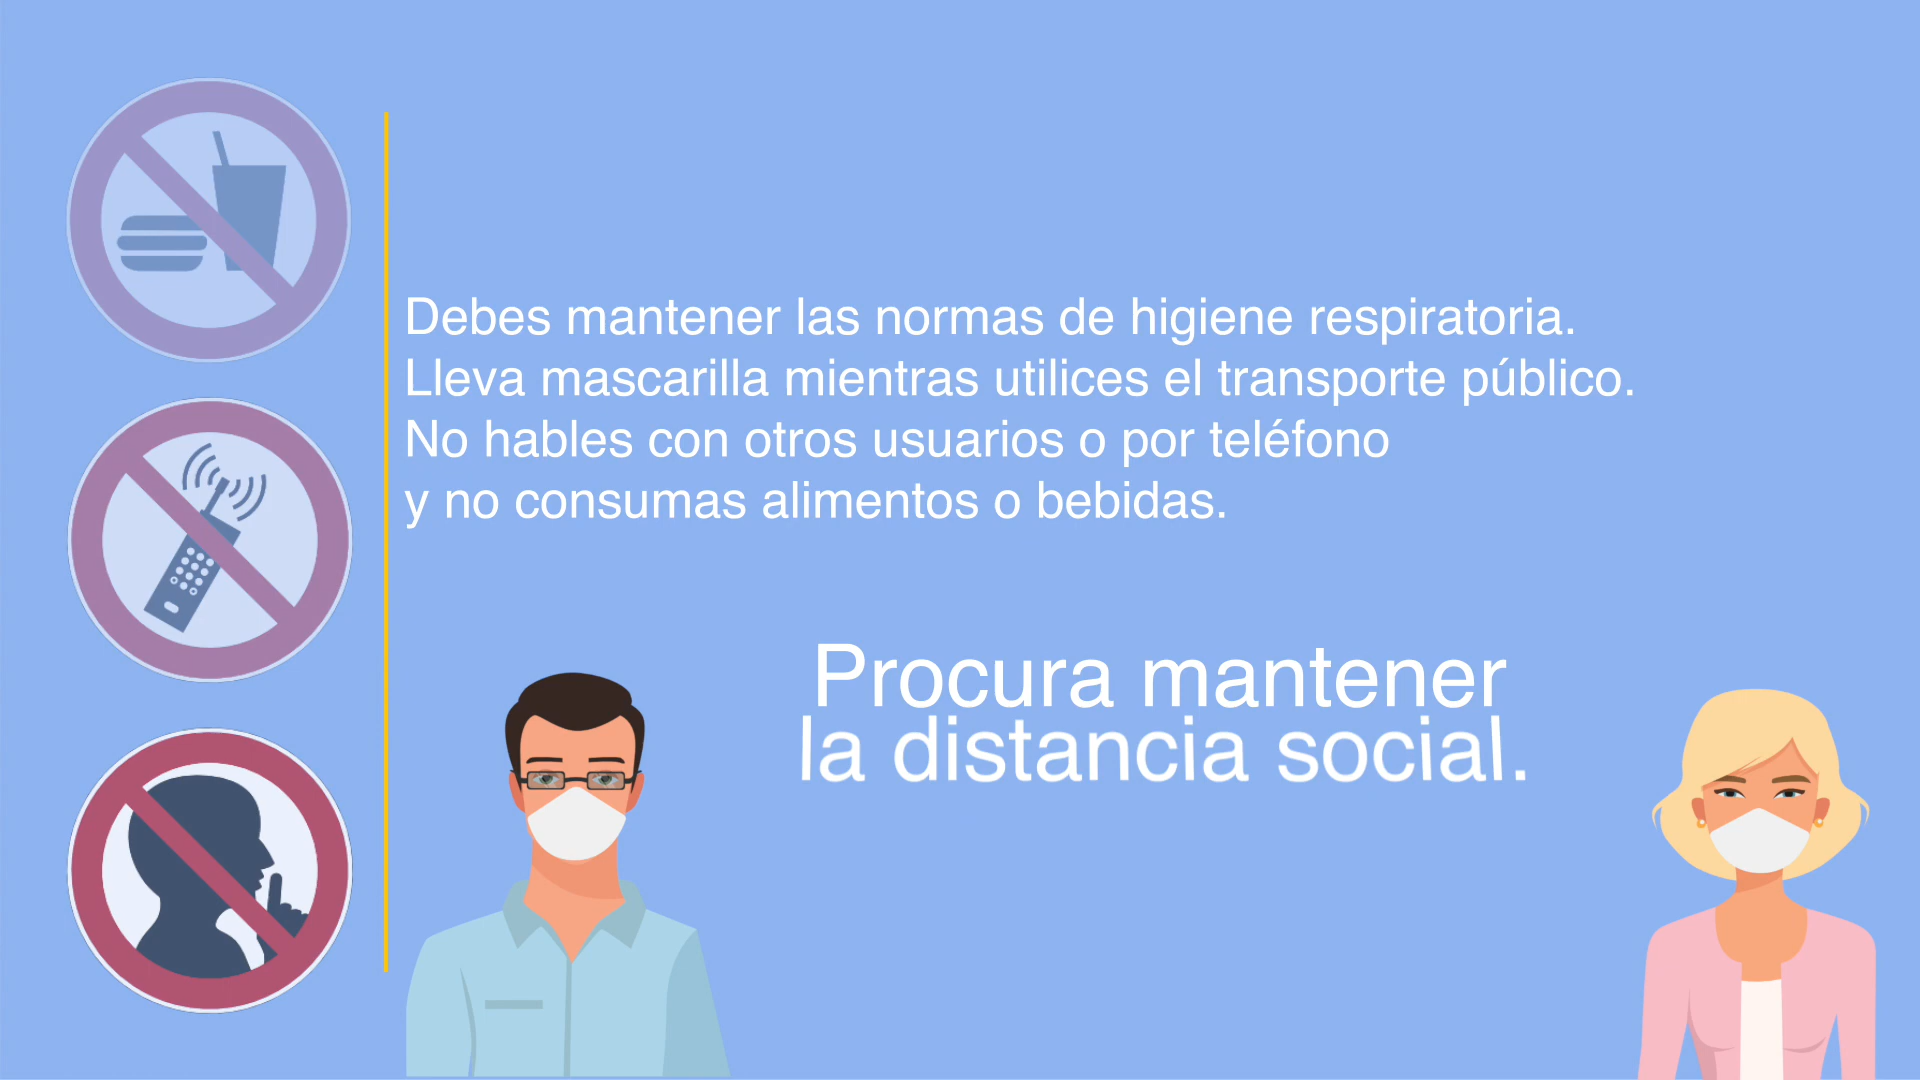 Debes mantener las normas de higiene respiratoria.
Lleva mascarilla mientras utilices el transporte público.
No hables con otros usuarios o por teléfono
y no consumas alimentos o bebidas.
Procura mantener
la distancia social.